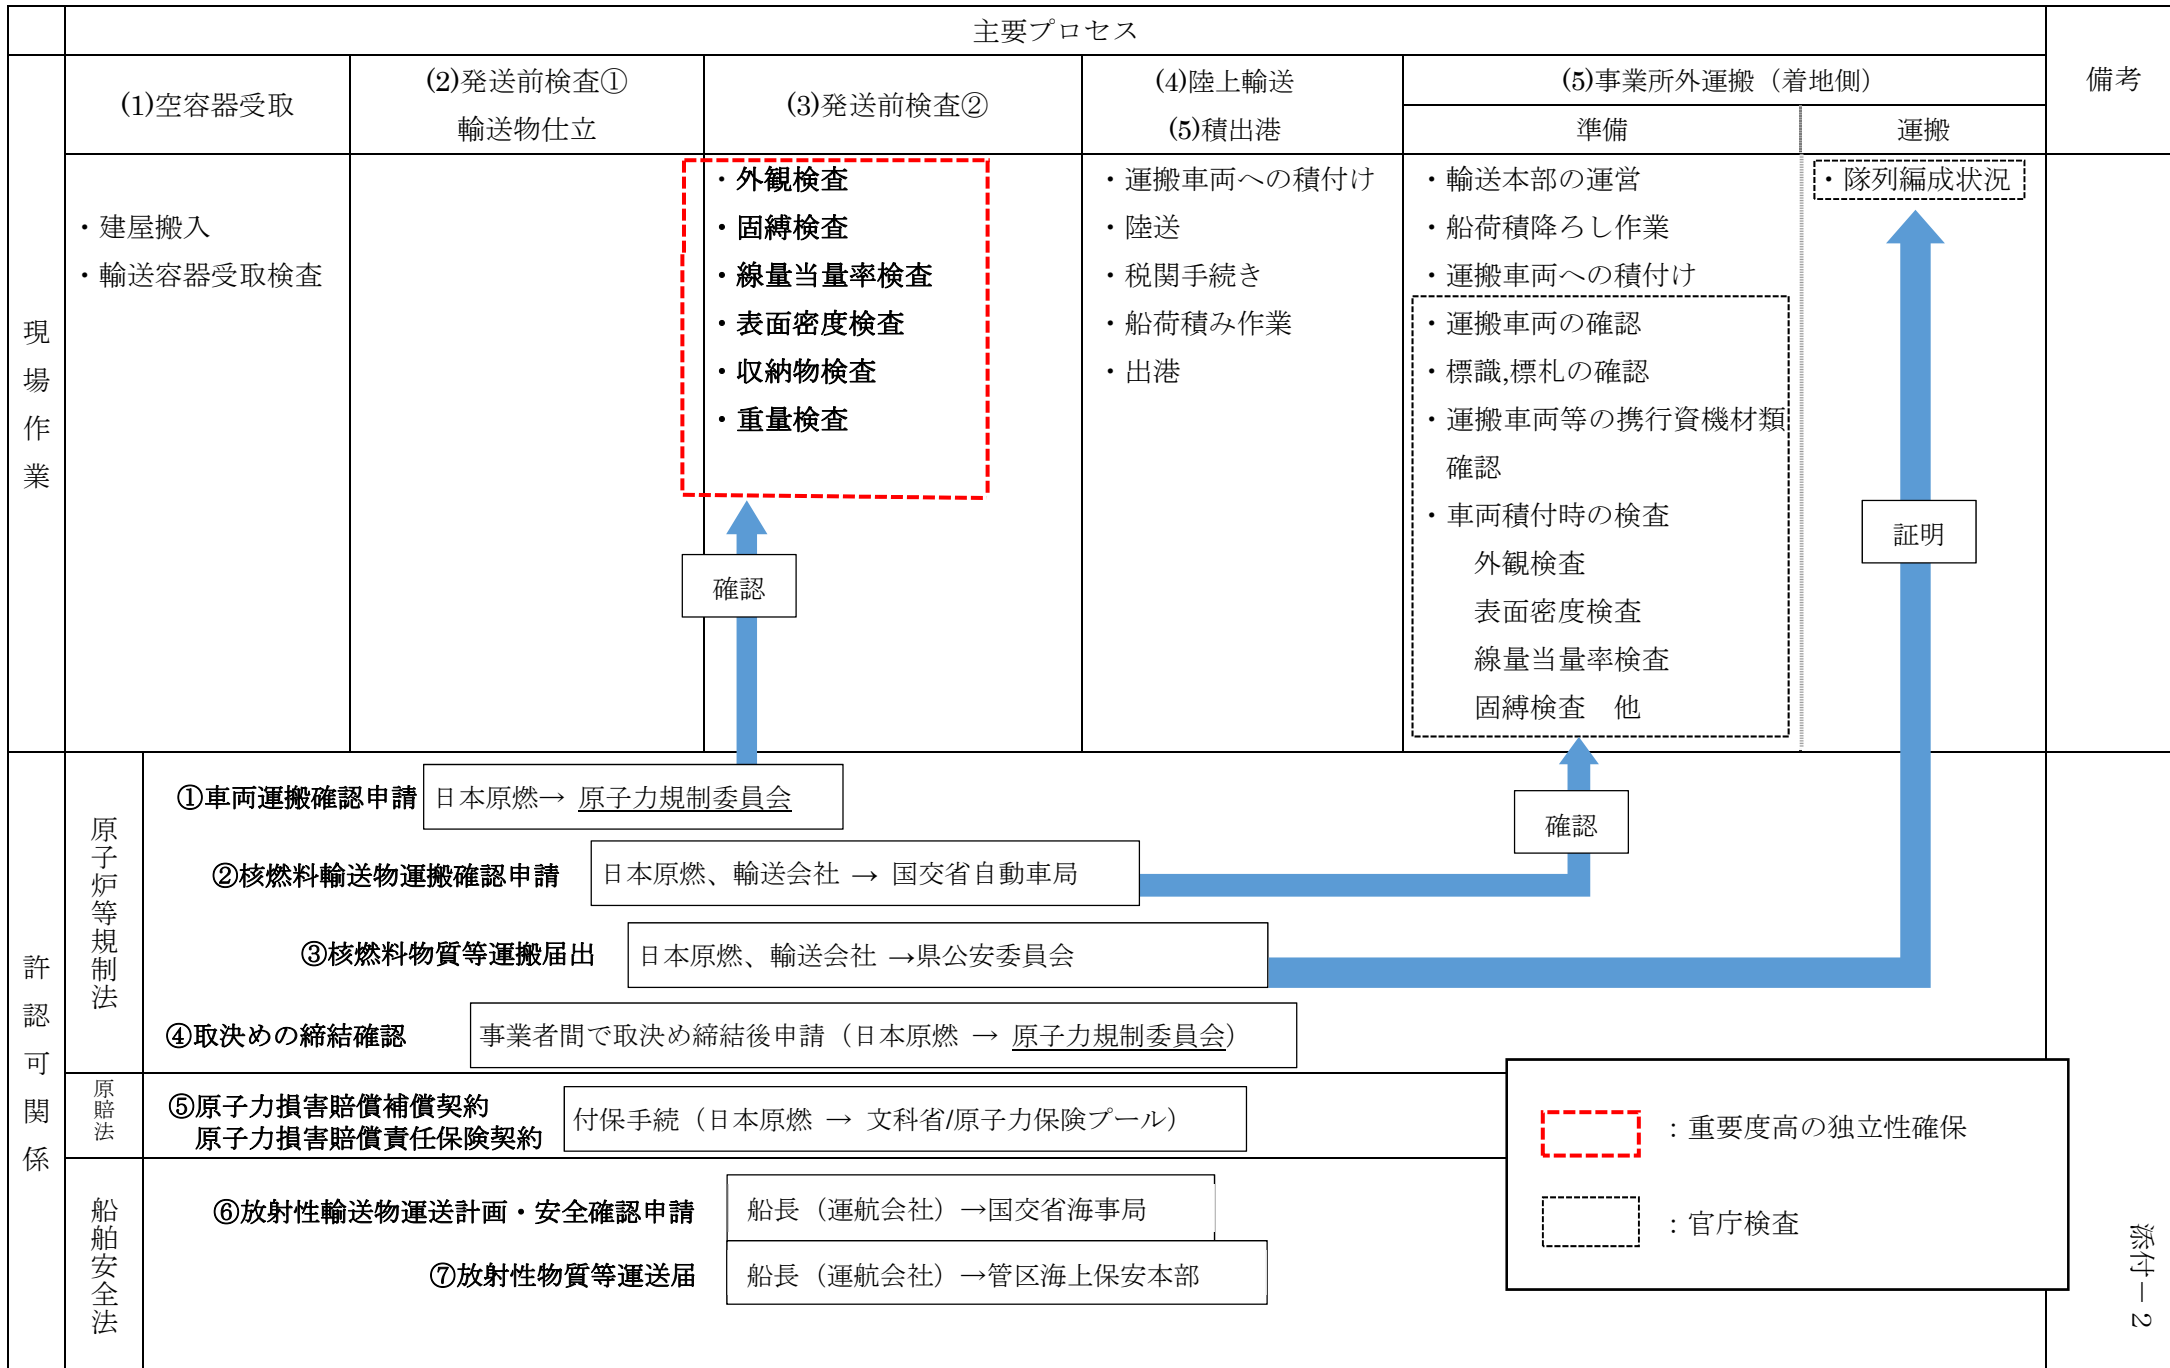 主要プロセス
備考
(1)空容器受取
(2)発送前検査①
輸送物仕立
(3)発送前検査②
(4)陸上輸送
(5)積出港
(5)事業所外運搬（着地側）
準備
運搬
現場作業
・建屋搬入
・輸送容器受取検査
・外観検査
・固縛検査
・線量当量率検査
・表面密度検査
・収納物検査
・重量検査
・運搬車両への積付け
・陸送
・税関手続き
・船荷積み作業
・出港
・輸送本部の運営
・船荷積降ろし作業
・運搬車両への積付け
・運搬車両の確認
・標識,標札の確認
・運搬車両等の携行資機材類
確認
・車両積付時の検査
外観検査
表面密度検査
線量当量率検査
固縛検査　他
・隊列編成状況
確認
証明
確認
許認可関係
原子炉等規制法
①車両運搬確認申請 日本原燃→ 原子力規制委員会
②核燃料輸送物運搬確認申請 日本原燃、輸送会社 → 国交省自動車局
③核燃料物質等運搬届出 日本原燃、輸送会社 →県公安委員会
④取決めの締結確認 事業者間で取決め締結後申請（日本原燃 → 原子力規制委員会）
原賠法
⑤原子力損害賠償補償契約
原子力損害賠償責任保険契約
付保手続（日本原燃 → 文科省/原子力保険プール）
船舶安全法
⑥放射性輸送物運送計画・安全確認申請 船長（運航会社）→国交省海事局
⑦放射性物質等運送届 船長（運航会社）→管区海上保安本部
：重要度高の独立性確保
：官庁検査
添付－2